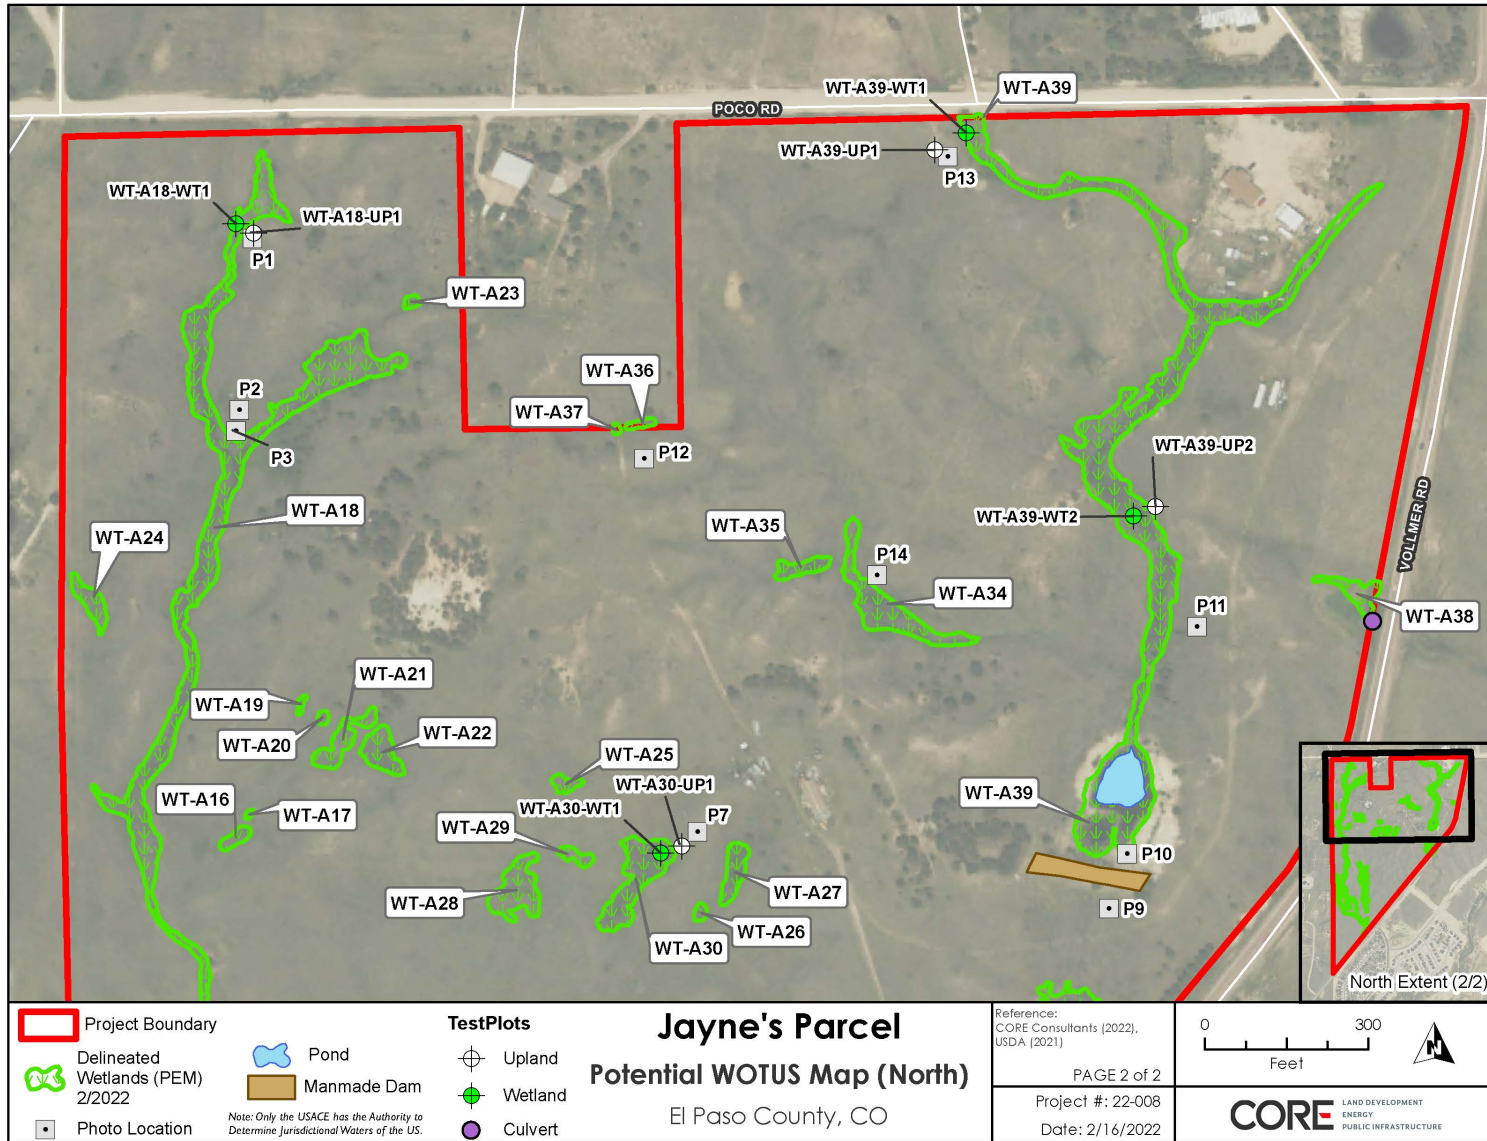 POCO RD
WT-A39-WT1
WT-A39
WT-A39-UP1
P13
WT-A18-WT1
WT-A18-UP1
P1
WT-A23
WT-A36
WT-A37
P12
P2
P3
WT-A39-UP2
WT-A39-WT2
VOLLMER RD
WT-A18
WT-A24
WT-A35
P14
WT-A34
P11
WT-A38
WT-A21
WT-A19
WT-A20
WT-A22
WT-A25
WT-A30-UP1
WT-A30-WT1
P7
WT-A16
WT-A17
WT-A29
WT-A39
P10
WT-A28
WT-A27
WT-A26
WT-A30
P9
North Extent (2/2)
Project Boundary
Delineated
Wetlands (PEM)
2/2022
Photo Location
Pond
Manmade Dam
Note: Only the USACE has the Authority to
Determine Jurisdictional Waters of the US.
TestPlots
Upland
Wetland
Culvert
Jayne's Parcel
Potential WOTUS Map (North)
El Paso County, CO
Reference:
CORE Consultants (2022),
USDA (2021)
PAGE 2 of 2
Project #: 22-008
Date: 2/16/2022
0 300
Feet
N
CORE
LAND DEVELOPMENT
ENERGY
PUBLIC INFRASTRUCTURE